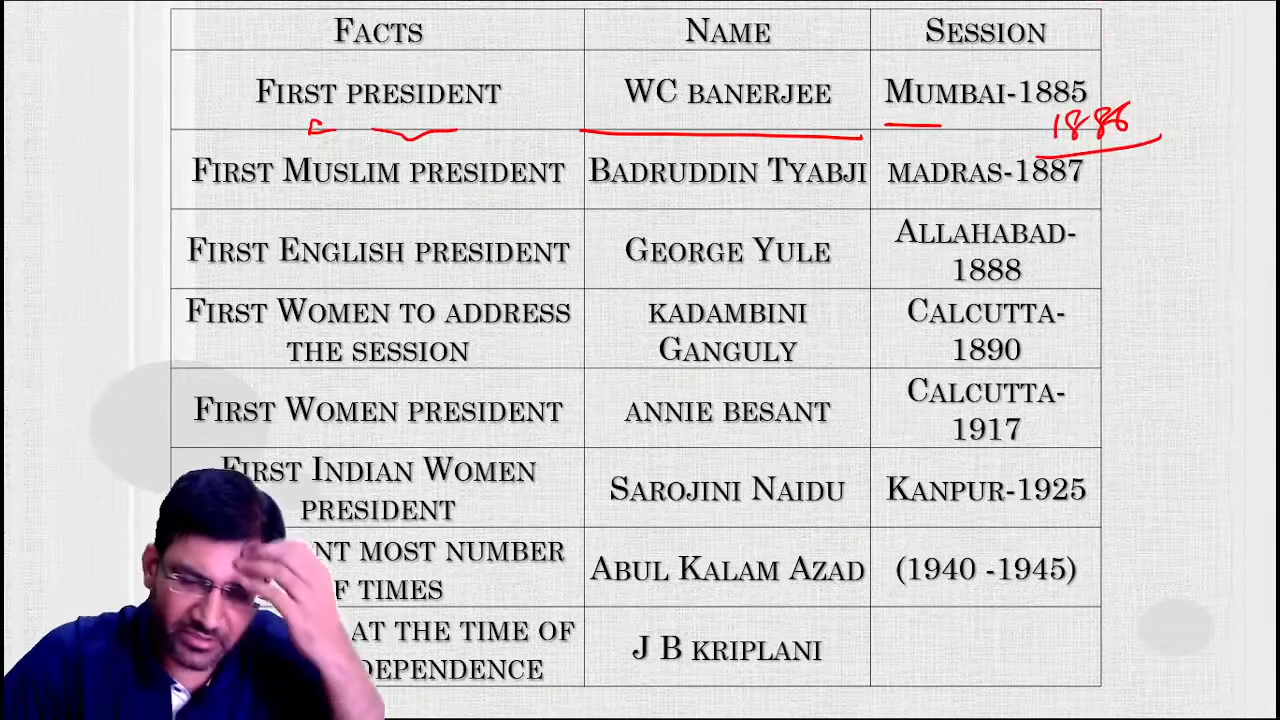 FACTS NAME SESSION
FIRST PRESIDENT WC BANERJEE MUMBAI-1885
1886
FIRST MUSLIM PRESIDENT BADRUDDIN TYABJI MADRAS-1887
FIRST ENGLISH PRESIDENT GEORGE YULE ALLAHABAD-
1888
FIRST WOMEN TO ADDRESS KADAMBINI CALCUTTA-
THE SESSION GANGULY 1890
FIRST WOMEN PRESIDENT ANNIE BESANT CALCUTTA-
1917
FIRST INDIAN WOMEN
PRESIDENT SAROJINI NAIDU KANPUR-1925
MOST NUMBER
TIMES ABUL KALAM AZAD (1940 -1945)
AT THE TIME OF
J B KRIPLANI